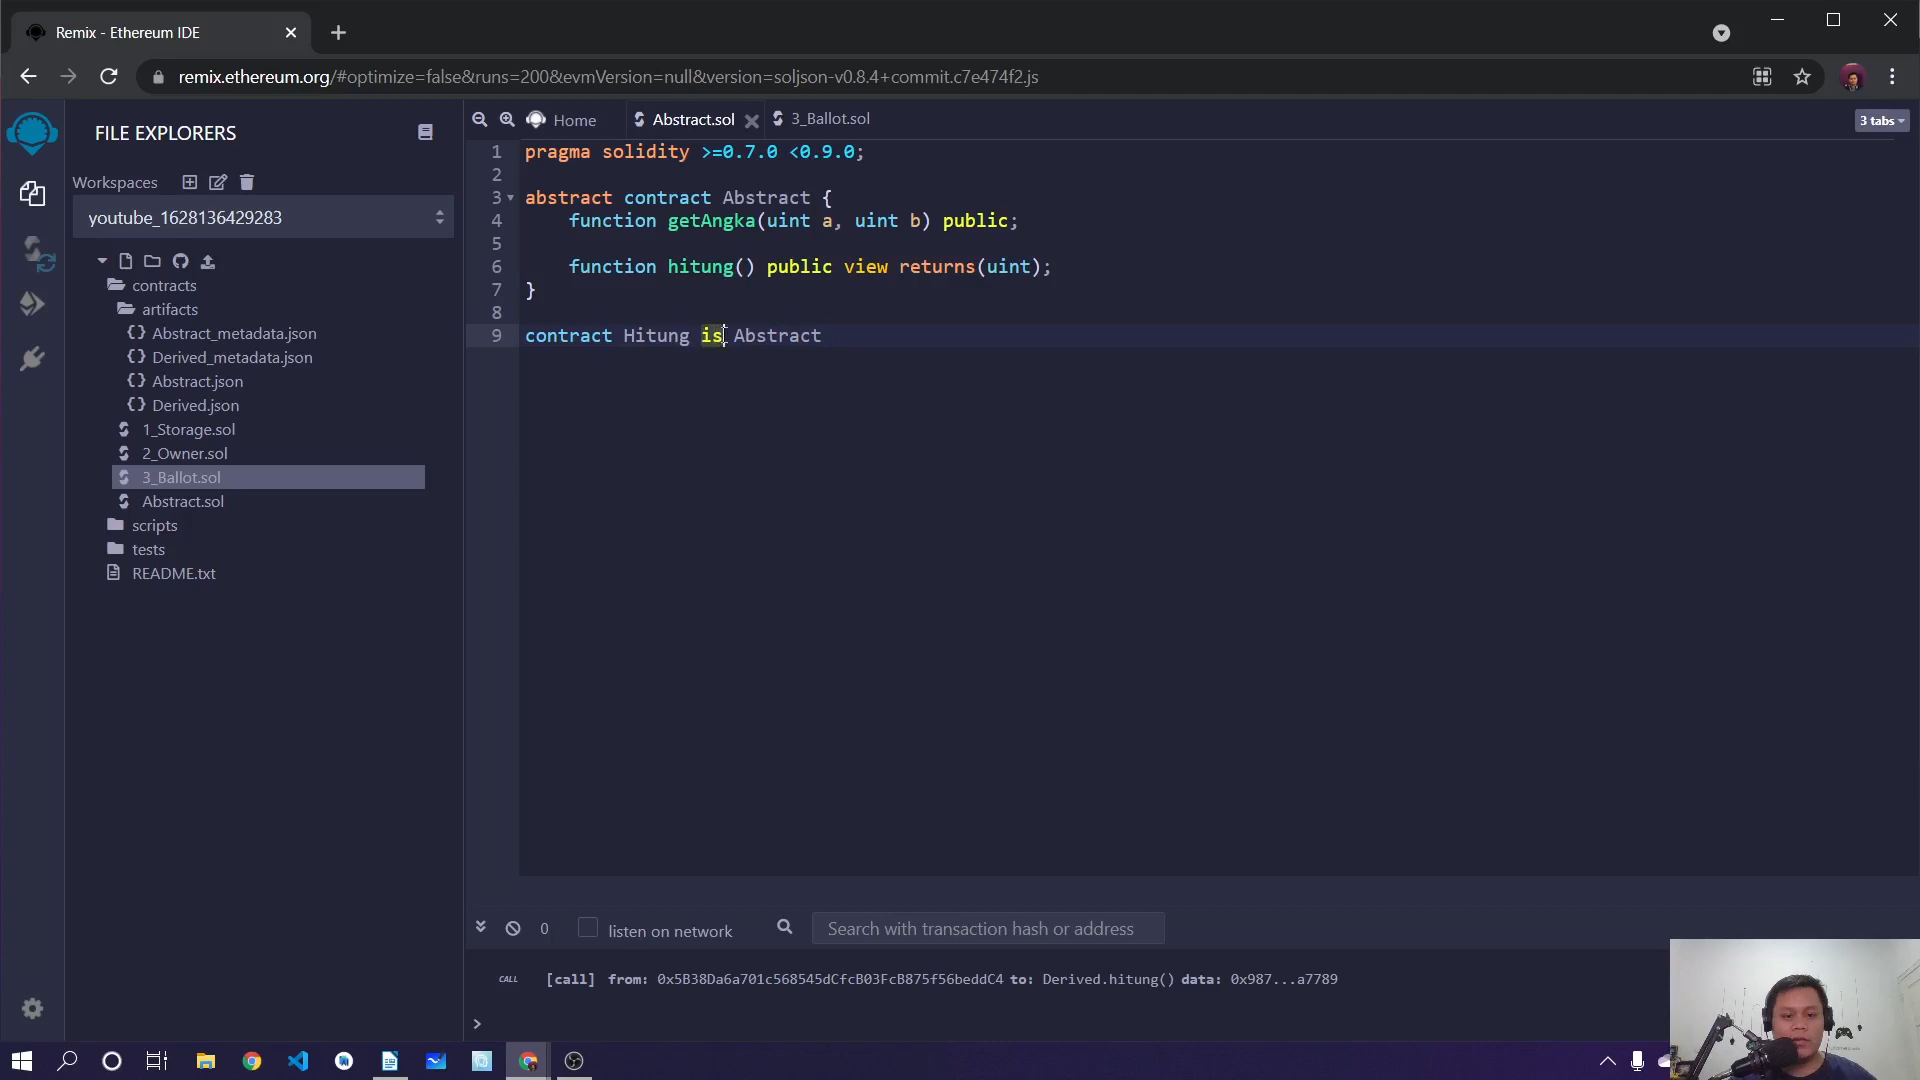 Remix - Ethereum IDE
remix.ethereum.org/#optimize=false&runs=200&evmVersion=null&version=soljson-v0.8.4+commit.c7e474f2.js
FILE EXPLORERS
Workspaces
youtube_1628136429283
contracts
artifacts
{} Abstract_metadata.json
{} Derived_metadata.json
{} Abstract.json
{} Derived.json
1_Storage.sol
2_Owner.sol
3_Ballot.sol
Abstract.sol
scripts
tests
README.txt
Home
Abstract.sol
3_Ballot.sol
3 tabs
1 pragma solidity >=0.7.0 <0.9.0;
2
3 abstract contract Abstract {
4 function getAngka(uint a, uint b) public;
5
6 function hitung() public view returns(uint);
7 }
8
9 contract Hitung is Abstract
0
listen on network
Search with transaction hash or address
CALL [call] from: 0x5B38Da6a701c568545dCfcB03FcB875f56beddC4 to: Derived.hitung() data: 0x987...a7789
>